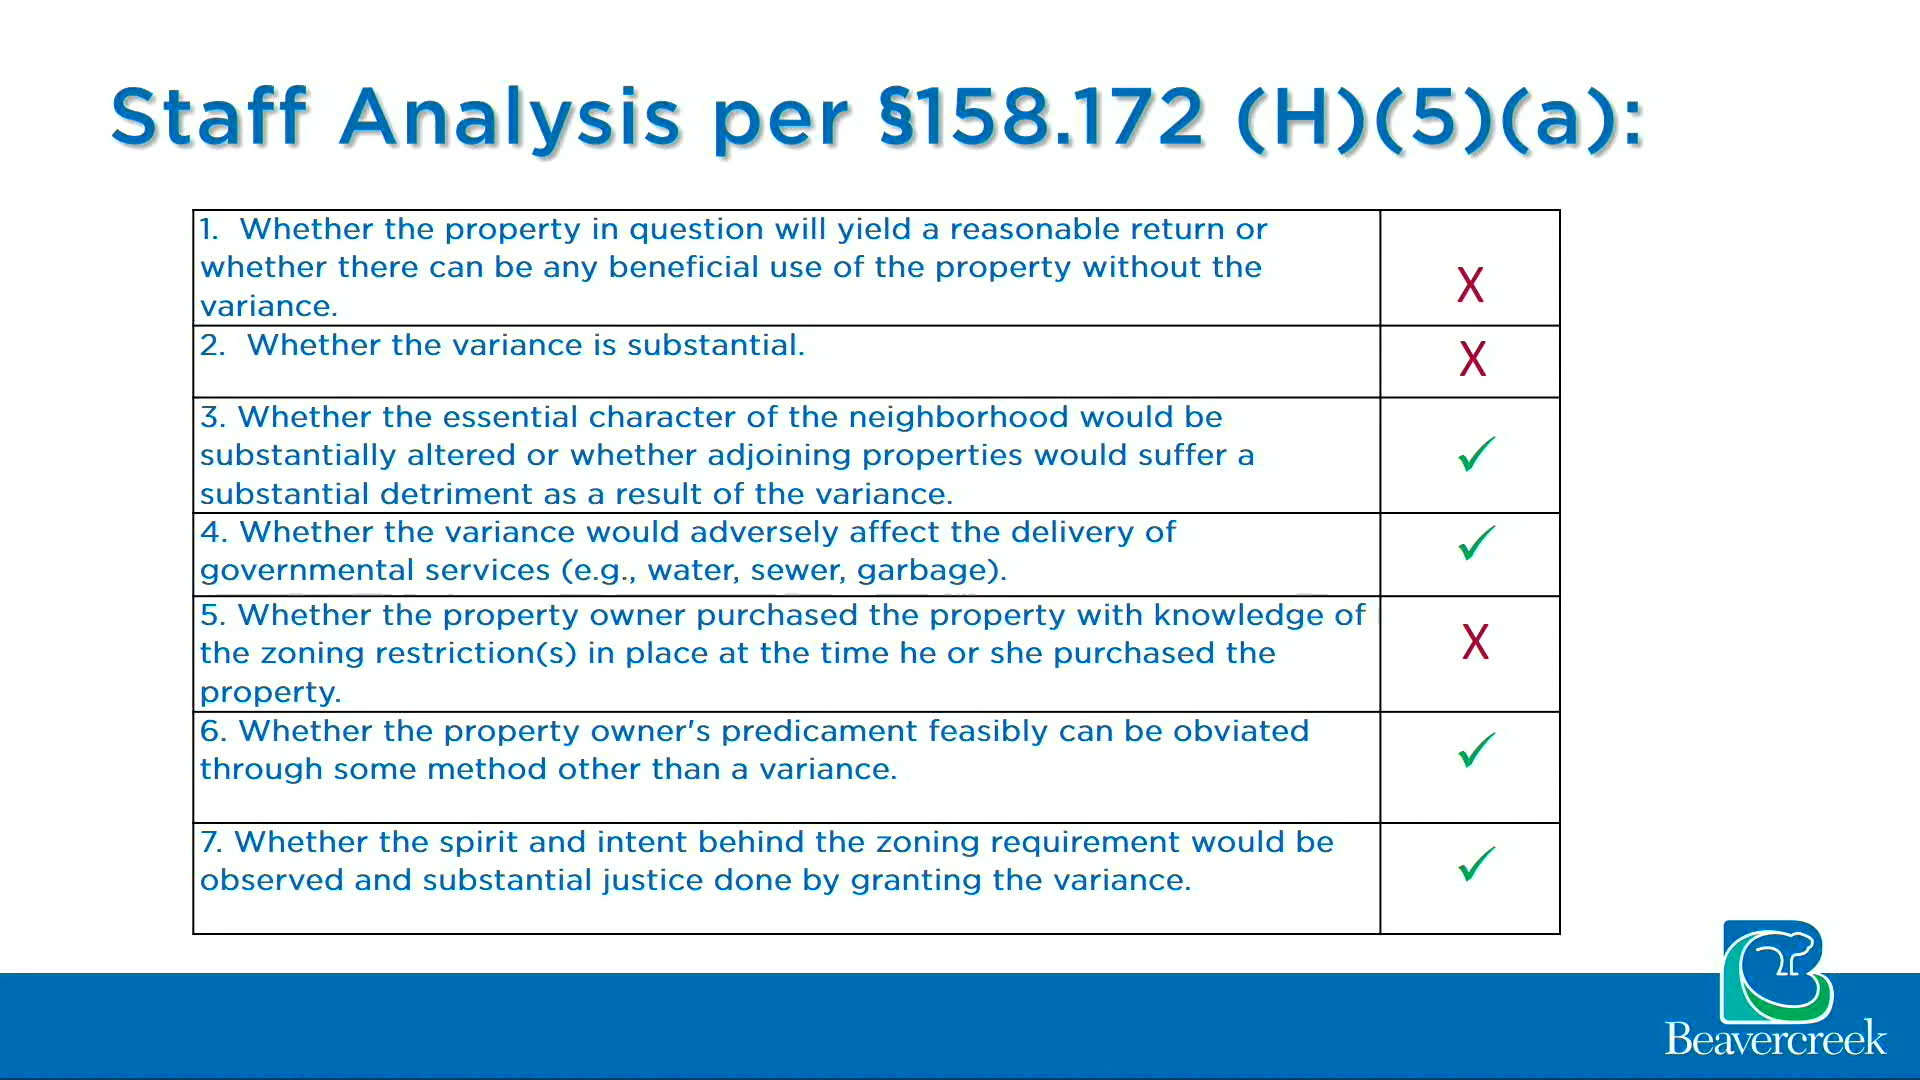 Staff Analysis per §158.172 (H)(5)(a):
1. Whether the property in question will yield a reasonable return or
whether there can be any beneficial use of the property without the
variance.
X
2. Whether the variance is substantial.
X
3. Whether the essential character of the neighborhood would be
substantially altered or whether adjoining properties would suffer a
substantial detriment as a result of the variance.
✓
4. Whether the variance would adversely affect the delivery of
governmental services (e.g., water, sewer, garbage).
✓
5. Whether the property owner purchased the property with knowledge of
the zoning restriction(s) in place at the time he or she purchased the
property.
X
6. Whether the property owner's predicament feasibly can be obviated
through some method other than a variance.
✓
7. Whether the spirit and intent behind the zoning requirement would be
observed and substantial justice done by granting the variance.
✓
Beavercreek